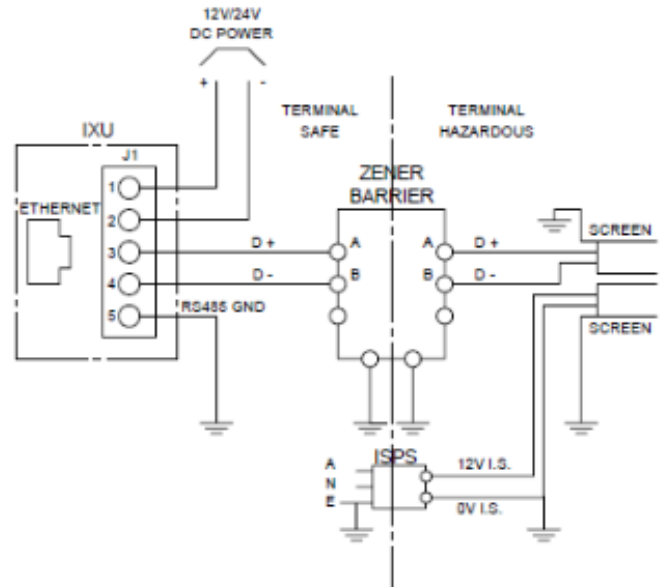 12V/24V
DC POWER
+ -
TERMINAL SAFE
TERMINAL HAZARDOUS
IXU
J1
ZENER BARRIER
ETHERNET
1
2
3
4
5
D +
D -
RS485 GND
A
B
A
B
D +
D -
SCREEN
SCREEN
ISPS
A
N
E
12V I.S.
0V I.S.